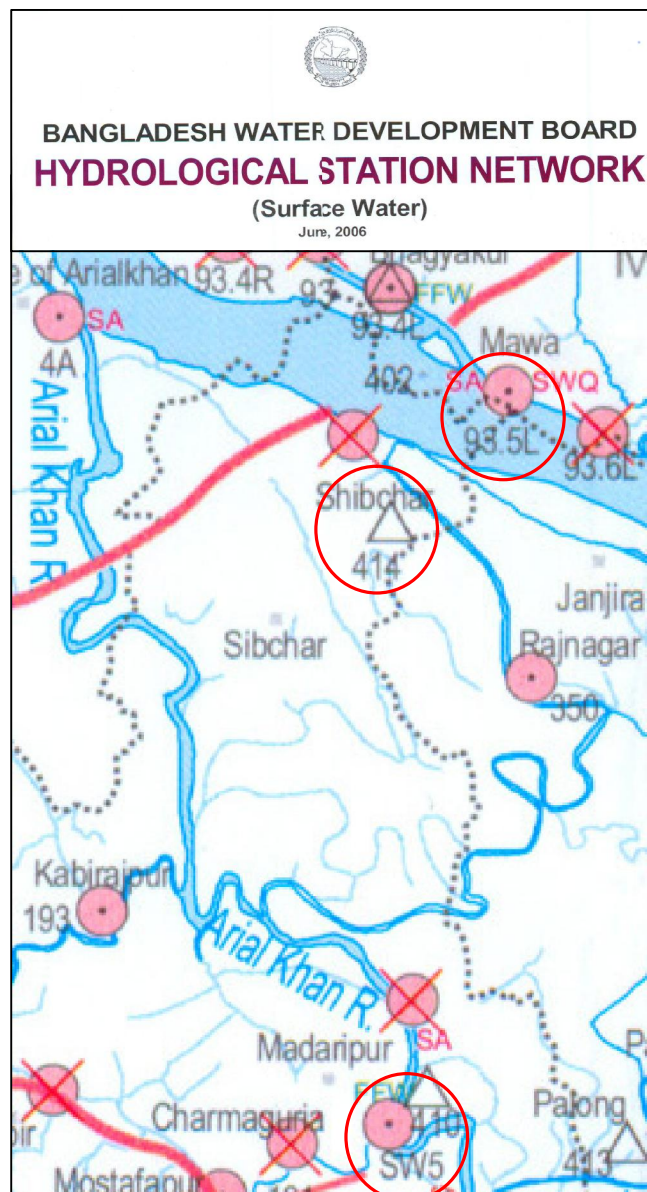 BANGLADESH WATER DEVELOPMENT BOARD
HYDROLOGICAL STATION NETWORK
(Surface Water)
June, 2006
Bhagyakul
e of Arialkhan
93.4R
93
FFW
SA
4A
93.4L
Mawa
402
SA
SWQ
93.5L
93.6L
Arial Khan R
Shibchar
414
Janjira
Sibchar
Rajnagar
350
Kabirajpur
193
Arial Khan R.
SA
Madaripur
FFW
410
Palong
Charmaguria
SW5
413
Mostafapur